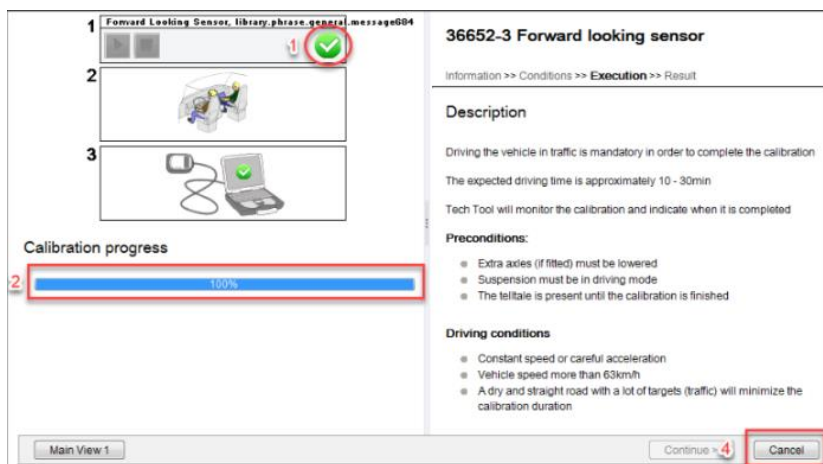 1 Forward Looking Sensor, library.phrase.general.message684
1
2
3
Calibration progress
2
100%
36652-3 Forward looking sensor
Information >> Conditions >> Execution >> Result
Description
Driving the vehicle in traffic is mandatory in order to complete the calibration
The expected driving time is approximately 10 - 30min
Tech Tool will monitor the calibration and indicate when it is completed
Preconditions:
Extra axles (if fitted) must be lowered
Suspension must be in driving mode
The telltale is present until the calibration is finished
Driving conditions
Constant speed or careful acceleration
Vehicle speed more than 63km/h
A dry and straight road with a lot of targets (traffic) will minimize the
calibration duration
Main View 1
Continue >
4
Cancel